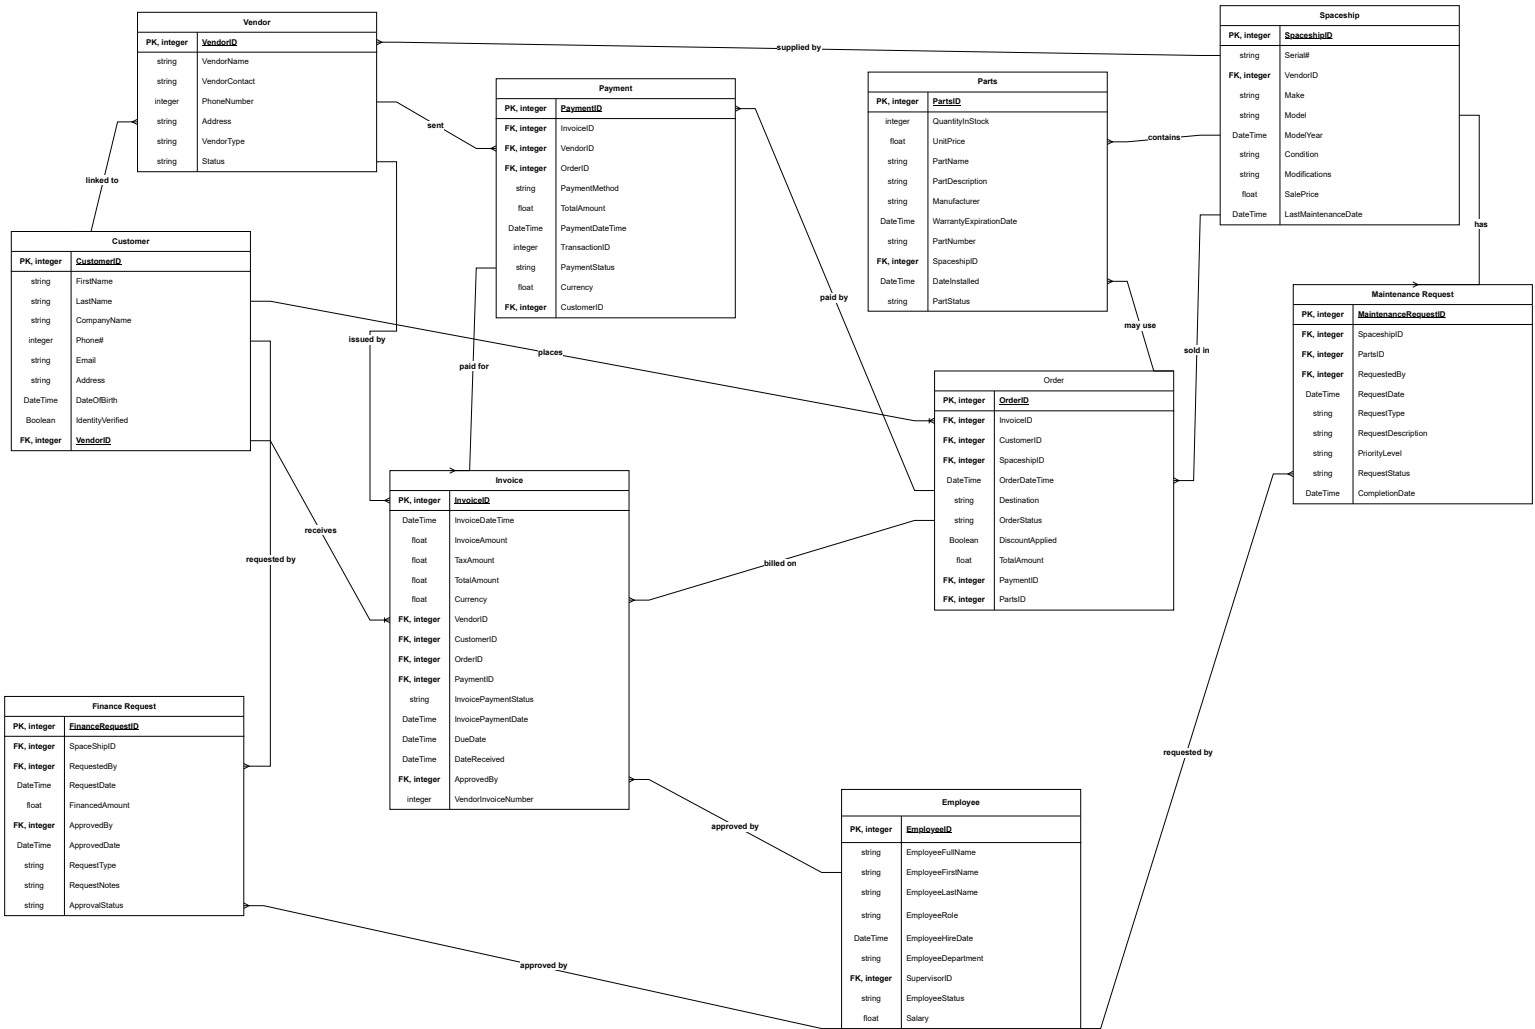 Vendor
PK, integer VendorID
string VendorName
string VendorContact
integer PhoneNumber
string Address
string VendorType
string Status
supplied by
Spaceship
PK, integer SpaceshipID
string Serial#
FK, integer VendorID
string Make
string Model
DateTime ModelYear
string Condition
string Modifications
float SalePrice
DateTime LastMaintenanceDate
Payment
PK, integer PaymentID
FK, integer InvoiceID
FK, integer VendorID
FK, integer OrderID
string PaymentMethod
float TotalAmount
DateTime PaymentDateTime
integer TransactionID
string PaymentStatus
float Currency
FK, integer CustomerID
Parts
PK, integer PartsID
integer QuantityInStock
float UnitPrice
string PartName
string PartDescription
string Manufacturer
DateTime WarrantyExpirationDate
string PartNumber
FK, integer SpaceshipID
DateTime DateInstalled
string PartStatus
sent
contains
linked to
has
Customer
PK, integer CustomerID
string FirstName
string LastName
string CompanyName
integer Phone#
string Email
string Address
DateTime DateOfBirth
Boolean IdentityVerified
FK, integer VendorID
paid by
may use
issued by
places
paid for
sold in
Maintenance Request
PK, integer MaintenanceRequestID
FK, integer SpaceshipID
FK, integer PartsID
FK, integer RequestedBy
DateTime RequestDate
string RequestType
string RequestDescription
string PriorityLevel
string RequestStatus
DateTime CompletionDate
Order
PK, integer OrderID
FK, integer InvoiceID
FK, integer CustomerID
FK, integer SpaceshipID
DateTime OrderDateTime
string Destination
string OrderStatus
Boolean DiscountApplied
float TotalAmount
FK, integer PaymentID
FK, integer PartsID
Invoice
PK, integer InvoiceID
DateTime InvoiceDateTime
float InvoiceAmount
float TaxAmount
float TotalAmount
float Currency
FK, integer VendorID
FK, integer CustomerID
FK, integer OrderID
FK, integer PaymentID
string InvoicePaymentStatus
DateTime InvoicePaymentDate
DateTime DueDate
DateTime DateReceived
FK, integer ApprovedBy
integer VendorInvoiceNumber
receives
requested by
billed on
Finance Request
PK, integer FinanceRequestID
FK, integer SpaceShipID
FK, integer RequestedBy
DateTime RequestDate
float FinancedAmount
FK, integer ApprovedBy
DateTime ApprovedDate
string RequestType
string RequestNotes
string ApprovalStatus
requested by
approved by
Employee
PK, integer EmployeeID
string EmployeeFullName
string EmployeeFirstName
string EmployeeLastName
string EmployeeRole
DateTime EmployeeHireDate
string EmployeeDepartment
FK, integer SupervisorID
string EmployeeStatus
float Salary
approved by